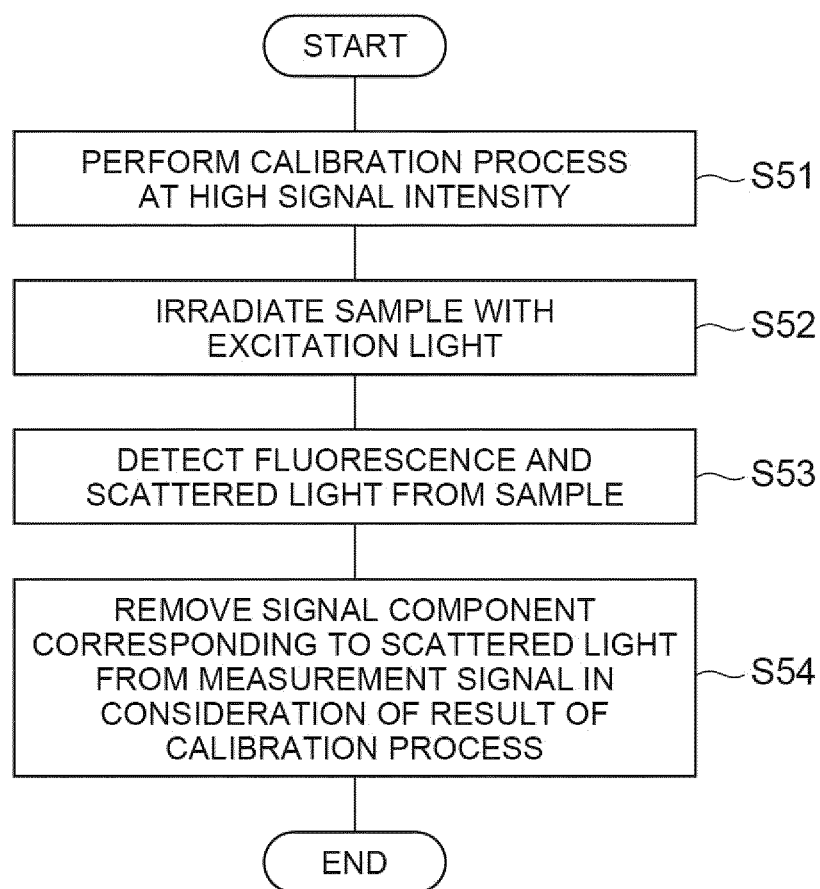 START
PERFORM CALIBRATION PROCESS
AT HIGH SIGNAL INTENSITY
S51
IRRADIATE SAMPLE WITH
EXCITATION LIGHT
S52
DETECT FLUORESCENCE AND
SCATTERED LIGHT FROM SAMPLE
S53
REMOVE SIGNAL COMPONENT
CORRESPONDING TO SCATTERED LIGHT
FROM MEASUREMENT SIGNAL IN
CONSIDERATION OF RESULT OF
CALIBRATION PROCESS
S54
END